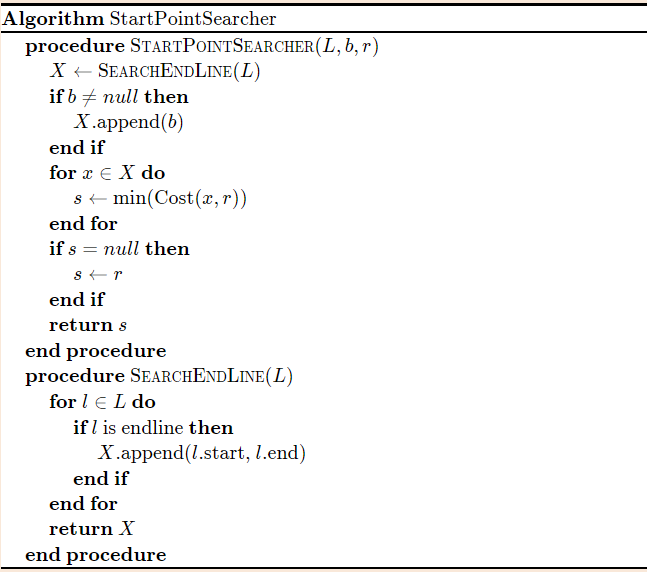 Algorithm StartPointSearcher
procedure StartPointSearcher(L, b, r)
X ← SearchEndLine(L)
if b ≠ null then
X.append(b)
end if
for x ∈ X do
s ← min(Cost(x, r))
end for
if s = null then
s ← r
end if
return s
end procedure
procedure SearchEndLine(L)
for l ∈ L do
if l is endline then
X.append(l.start, l.end)
end if
end for
return X
end procedure